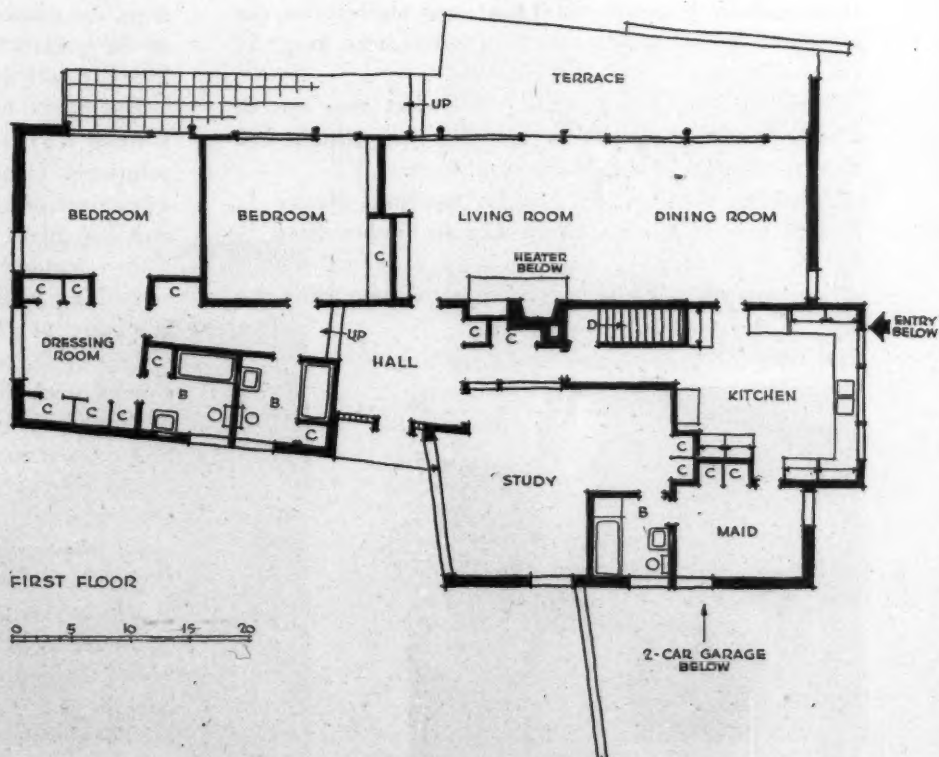 TERRACE
UP
BEDROOM
BEDROOM
LIVING ROOM
DINING ROOM
C
HEATER
BELOW
C
C
C
D
UP
C
C
ENTRY
BELOW
DRESSING
ROOM
HALL
C
B
B
KITCHEN
C
C
C
C
C
C
C
C
STUDY
B
MAID
FIRST FLOOR
0 5 10 15 20
2-CAR GARAGE
BELOW